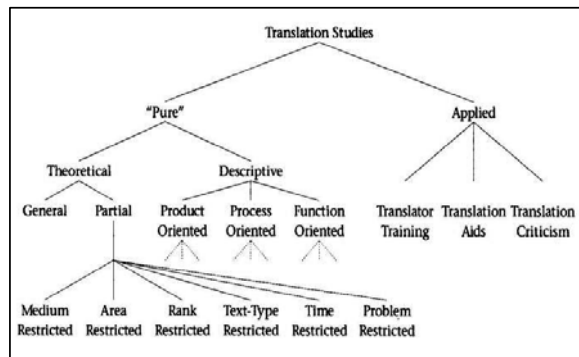 Translation Studies
“Pure”
Applied
Theoretical
Descriptive
General
Partial
Product
Oriented
Process
Oriented
Function
Oriented
Translator
Training
Translation
Aids
Translation
Criticism
Medium
Restricted
Area
Restricted
Rank
Restricted
Text-Type
Restricted
Time
Restricted
Problem
Restricted